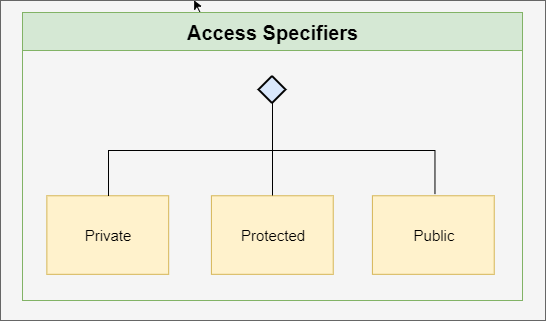 Access Specifiers
Private
Protected
Public